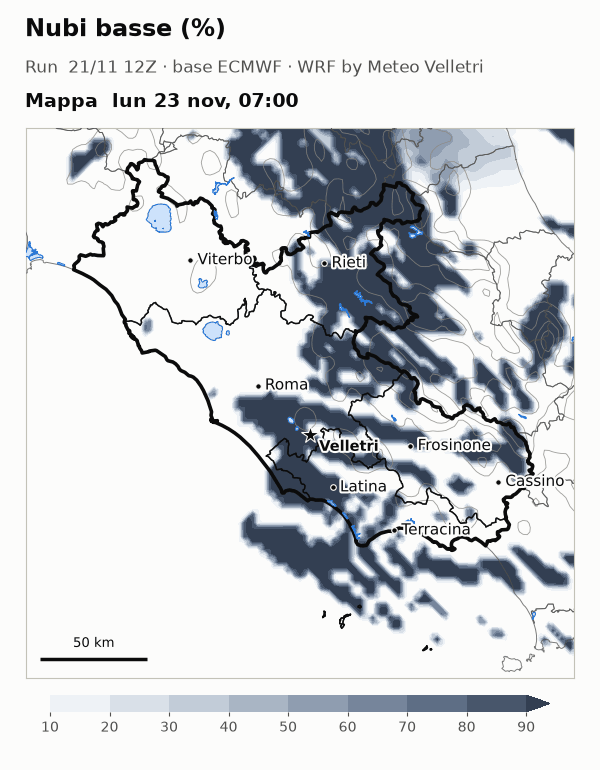 Nubi basse (%)
Run 21/11 12Z · base ECMWF · WRF by Meteo Velletri
Mappa lun 23 nov, 07:00
Viterbo
Rieti
Roma
Velletri
Frosinone
Latina
Cassino
Terracina
50 km
10 20 30 40 50 60 70 80 90